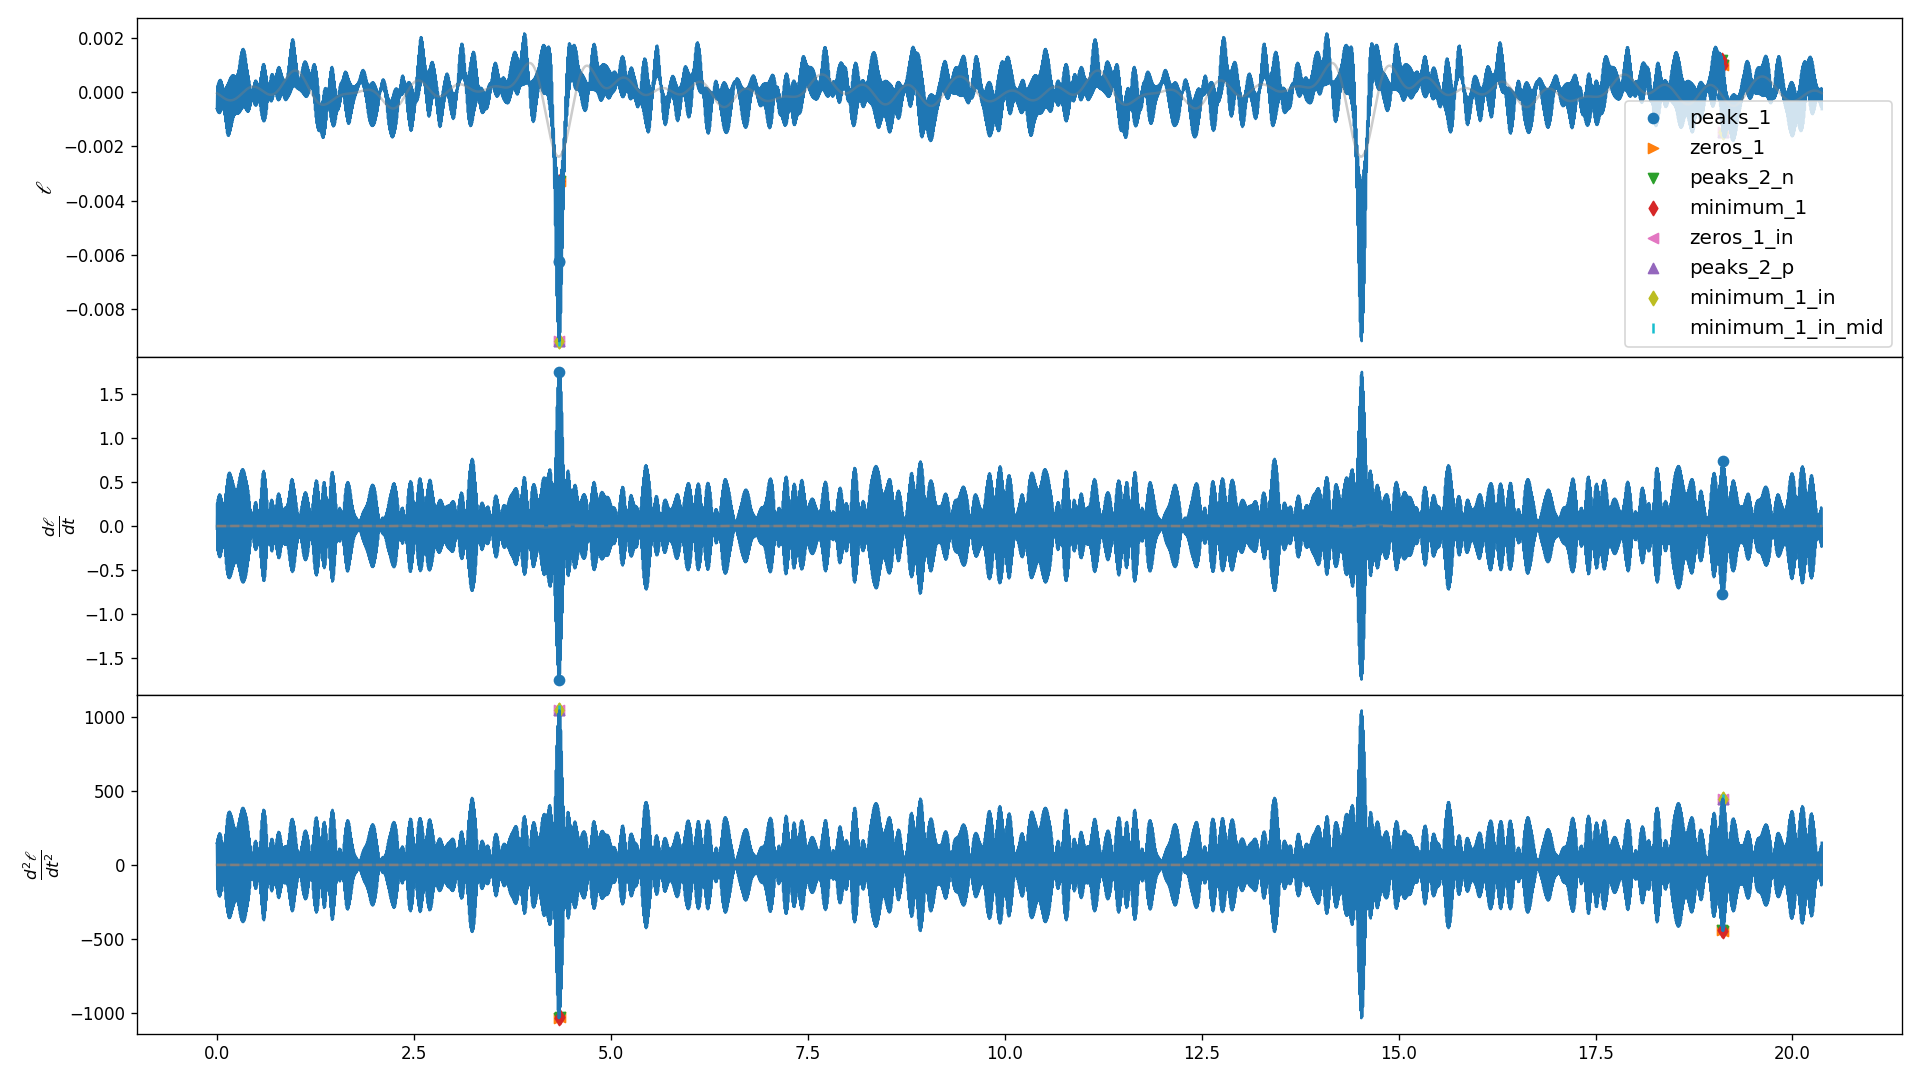 0.002
0.000
−0.002
−0.004
−0.006
−0.008
ℓ
peaks_1
zeros_1
peaks_2_n
minimum_1
zeros_1_in
peaks_2_p
minimum_1_in
minimum_1_in_mid
1.5
1.0
0.5
0.0
−0.5
−1.0
−1.5
dℓ
dt
1000
500
0
−500
−1000
d²ℓ
dt²
0.0 2.5 5.0 7.5 10.0 12.5 15.0 17.5 20.0